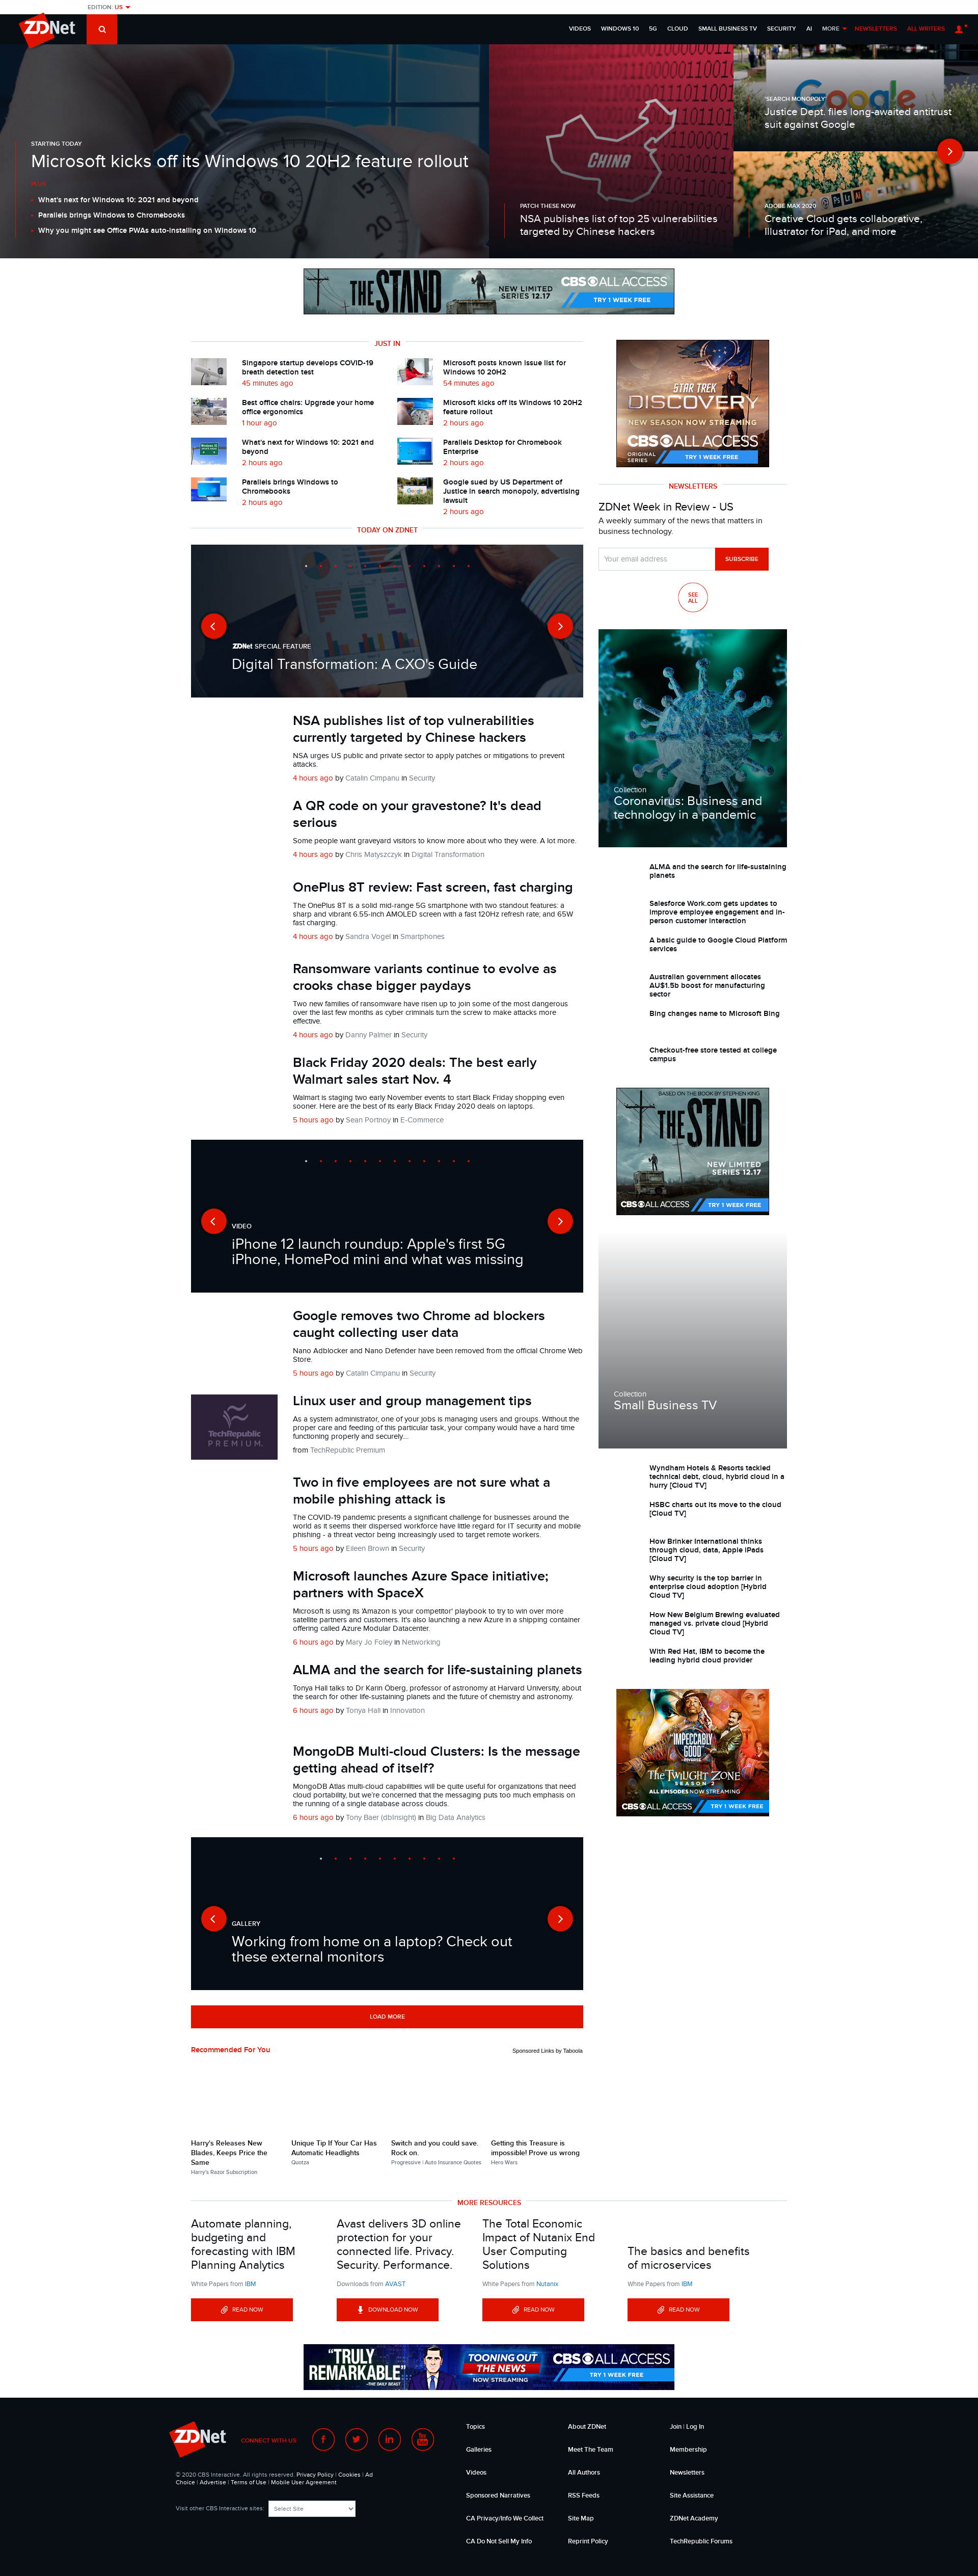 EDITION: US
ZDNet
VIDEOS WINDOWS 10 5G CLOUD SMALL BUSINESS TV SECURITY AI MORE NEWSLETTERS ALL WRITERS
STARTING TODAY
Microsoft kicks off its Windows 10 20H2 feature rollout
What's next for Windows 10: 2021 and beyond
Parallels brings Windows to Chromebooks
Why you might see Office PWAs auto-installing on Windows 10
CHINA
PATCH THESE NOW
NSA publishes list of top 25 vulnerabilities
targeted by Chinese hackers
Google
'SEARCH MONOPOLY'
Justice Dept. files long-awaited antitrust
suit against Google
ADOBE MAX 2020
Creative Cloud gets collaborative,
Illustrator for iPad, and more
THE STAND
NEW LIMITED
SERIES 12.17
CBS ALL ACCESS
TRY 1 WEEK FREE
JUST IN
Singapore startup develops COVID-19
breath detection test
45 minutes ago
Microsoft posts known issue list for
Windows 10 20H2
54 minutes ago
Best office chairs: Upgrade your home
office ergonomics
1 hour ago
Microsoft kicks off its Windows 10 20H2
feature rollout
2 hours ago
What's next for Windows 10: 2021 and
beyond
2 hours ago
Parallels Desktop for Chromebook
Enterprise
2 hours ago
Parallels brings Windows to
Chromebooks
2 hours ago
Google sued by US Department of
Justice in search monopoly, advertising
lawsuit
2 hours ago
STAR TREK
DISCOVERY
NEW SEASON NOW STREAMING
CBS ALL ACCESS
ORIGINAL
SERIES
TRY 1 WEEK FREE
NEWSLETTERS
ZDNet Week in Review - US
A weekly summary of the news that matters in
business technology.
Your email address
SUBSCRIBE
SEE
ALL
TODAY ON ZDNET
ZDNet SPECIAL FEATURE
Digital Transformation: A CXO's Guide
NSA publishes list of top vulnerabilities
currently targeted by Chinese hackers
NSA urges US public and private sector to apply patches or mitigations to prevent
attacks.
4 hours ago by Catalin Cimpanu in Security
A QR code on your gravestone? It's dead
serious
Some people want graveyard visitors to know more about who they were. A lot more.
4 hours ago by Chris Matyszczyk in Digital Transformation
OnePlus 8T review: Fast screen, fast charging
The OnePlus 8T is a solid mid-range 5G smartphone with two standout features: a
sharp and vibrant 6.55-inch AMOLED screen with a fast 120Hz refresh rate; and 65W
fast charging.
4 hours ago by Sandra Vogel in Smartphones
Ransomware variants continue to evolve as
crooks chase bigger paydays
Two new families of ransomware have risen up to join some of the most dangerous
over the last few months as cyber criminals turn the screw to make attacks more
effective.
4 hours ago by Danny Palmer in Security
Black Friday 2020 deals: The best early
Walmart sales start Nov. 4
Walmart is staging two early November events to start Black Friday shopping even
sooner. Here are the best of its early Black Friday 2020 deals on laptops.
5 hours ago by Sean Portnoy in E-Commerce
VIDEO
iPhone 12 launch roundup: Apple's first 5G
iPhone, HomePod mini and what was missing
Google removes two Chrome ad blockers
caught collecting user data
Nano Adblocker and Nano Defender have been removed from the official Chrome Web
Store.
5 hours ago by Catalin Cimpanu in Security
TechRepublic
PREMIUM.
Linux user and group management tips
As a system administrator, one of your jobs is managing users and groups. Without the
proper care and feeding of this particular task, your company would have a hard time
functioning properly and securely....
from TechRepublic Premium
Two in five employees are not sure what a
mobile phishing attack is
The COVID-19 pandemic presents a significant challenge for businesses around the
world as it seems their dispersed workforce have little regard for IT security and mobile
phishing - a threat vector being increasingly used to target remote workers.
5 hours ago by Eileen Brown in Security
Microsoft launches Azure Space initiative;
partners with SpaceX
Microsoft is using its 'Amazon is your competitor' playbook to try to win over more
satellite partners and customers. It's also launching a new Azure in a shipping container
offering called Azure Modular Datacenter.
6 hours ago by Mary Jo Foley in Networking
ALMA and the search for life-sustaining planets
Tonya Hall talks to Dr Karin Öberg, professor of astronomy at Harvard University, about
the search for other life-sustaining planets and the future of chemistry and astronomy.
6 hours ago by Tonya Hall in Innovation
MongoDB Multi-cloud Clusters: Is the message
getting ahead of itself?
MongoDB Atlas multi-cloud capabilities will be quite useful for organizations that need
cloud portability, but we're concerned that the messaging puts too much emphasis on
the running of a single database across clouds.
6 hours ago by Tony Baer (dbInsight) in Big Data Analytics
GALLERY
Working from home on a laptop? Check out
these external monitors
LOAD MORE
Collection
Coronavirus: Business and
technology in a pandemic
ALMA and the search for life-sustaining
planets
Salesforce Work.com gets updates to
improve employee engagement and in-
person customer interaction
A basic guide to Google Cloud Platform
services
Australian government allocates
AU$1.5b boost for manufacturing
sector
Bing changes name to Microsoft Bing
Checkout-free store tested at college
campus
BASED ON THE BOOK BY STEPHEN KING
THE STAND
NEW LIMITED
SERIES 12.17
CBS ALL ACCESS
TRY 1 WEEK FREE
Collection
Small Business TV
Wyndham Hotels & Resorts tackled
technical debt, cloud, hybrid cloud in a
hurry [Cloud TV]
HSBC charts out its move to the cloud
[Cloud TV]
How Brinker International thinks
through cloud, data, Apple iPads
[Cloud TV]
Why security is the top barrier in
enterprise cloud adoption [Hybrid
Cloud TV]
How New Belgium Brewing evaluated
managed vs. private cloud [Hybrid
Cloud TV]
With Red Hat, IBM to become the
leading hybrid cloud provider
"IMPECCABLY
GOOD"
THE TWILIGHT ZONE
SEASON 2
ALL EPISODES NOW STREAMING
CBS ALL ACCESS
TRY 1 WEEK FREE
Recommended For You
Sponsored Links by Taboola
Harry's Releases New
Blades, Keeps Price the
Same
Harry's Razor Subscription
Unique Tip If Your Car Has
Automatic Headlights
Quotza
Switch and you could save.
Rock on.
Progressive | Auto Insurance Quotes
Getting this Treasure is
impossible! Prove us wrong
Hero Wars
MORE RESOURCES
Automate planning,
budgeting and
forecasting with IBM
Planning Analytics
White Papers from IBM
READ NOW
Avast delivers 3D online
protection for your
connected life. Privacy.
Security. Performance.
Downloads from AVAST
DOWNLOAD NOW
The Total Economic
Impact of Nutanix End
User Computing
Solutions
White Papers from Nutanix
READ NOW
The basics and benefits
of microservices
White Papers from IBM
READ NOW
"TRULY
REMARKABLE"
—THE DAILY BEAST
TOONING OUT
THE NEWS
NOW STREAMING
CBS ALL ACCESS
TRY 1 WEEK FREE
ZDNet
CONNECT WITH US
© 2020 CBS Interactive. All rights reserved. Privacy Policy | Cookies | Ad
Choice | Advertise | Terms of Use | Mobile User Agreement
Visit other CBS Interactive sites: Select Site
Topics
Galleries
Videos
Sponsored Narratives
CA Privacy/Info We Collect
CA Do Not Sell My Info
About ZDNet
Meet The Team
All Authors
RSS Feeds
Site Map
Reprint Policy
Join | Log In
Membership
Newsletters
Site Assistance
ZDNet Academy
TechRepublic Forums